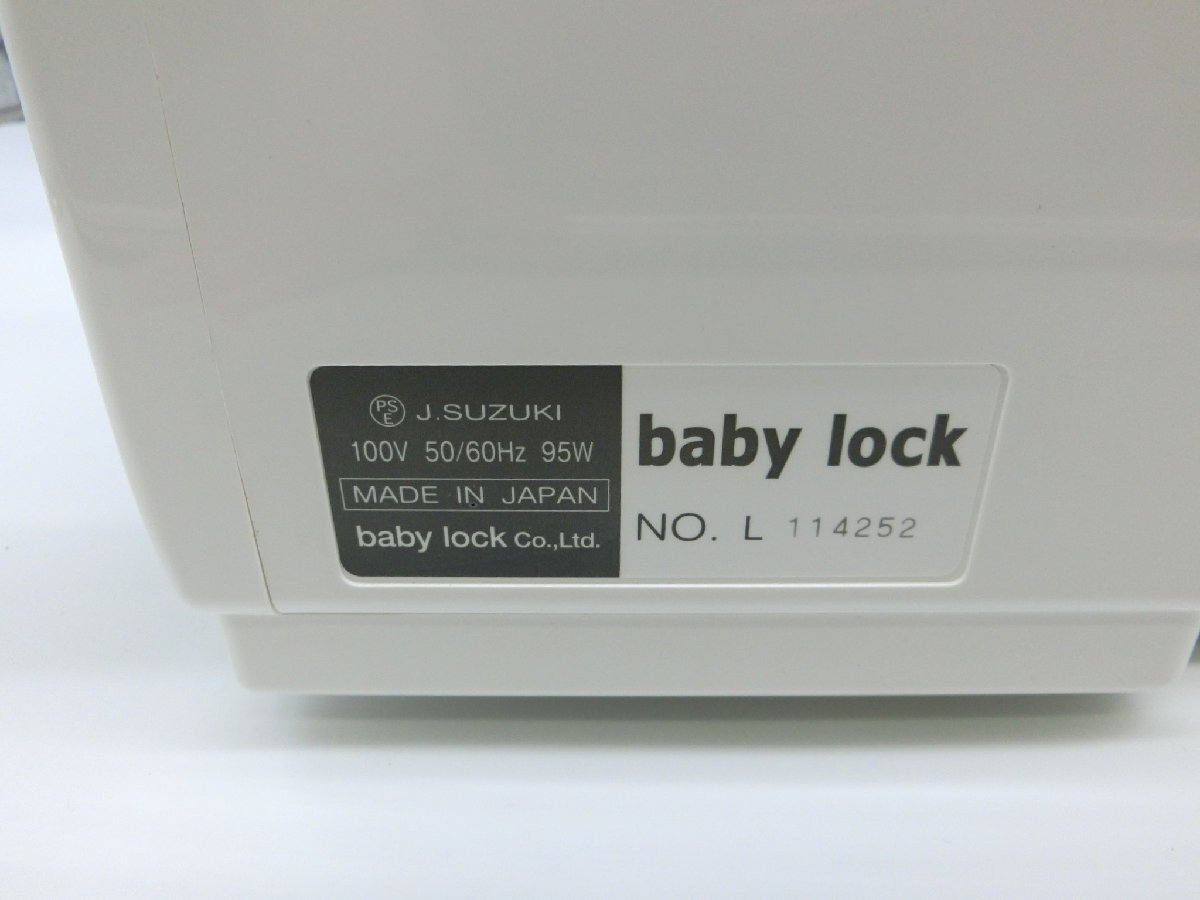 PSE J.SUZUKI
100V 50/60Hz 95W
MADE IN JAPAN
baby lock Co.,Ltd.
baby lock
NO. L 114252